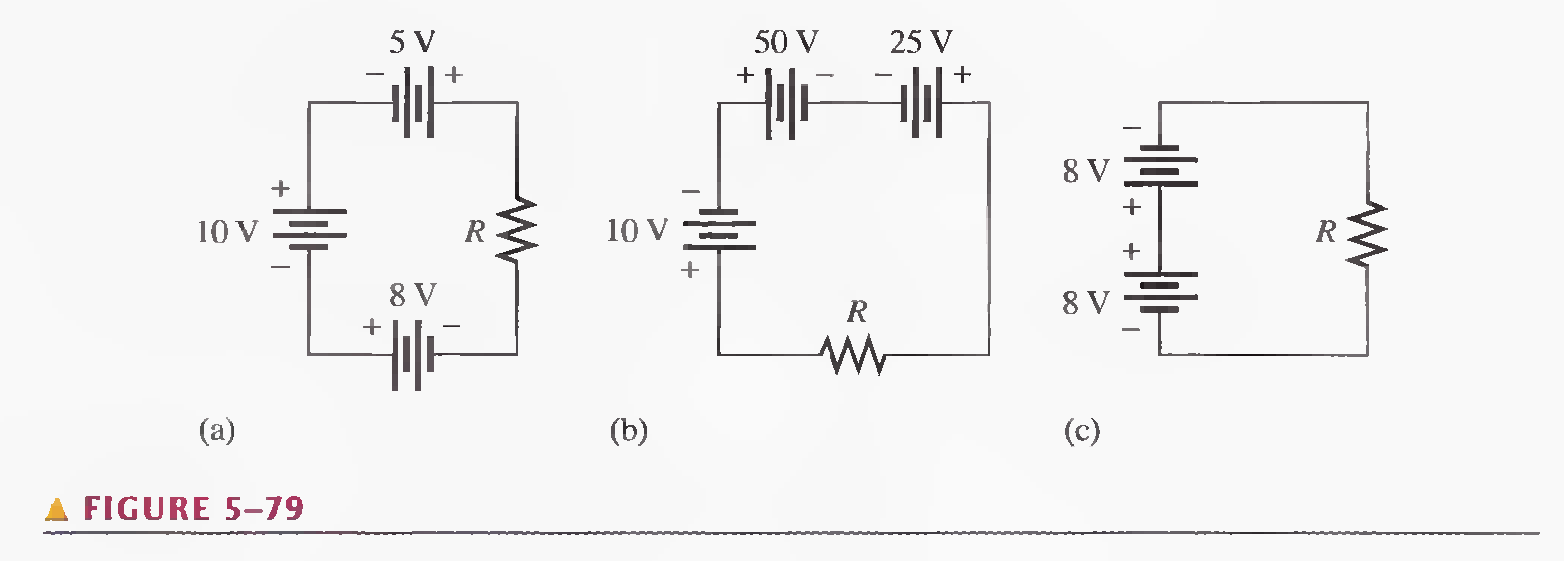 5 V
50 V 25 V
− +
+ − − +
−
8 V
+
−
+
10 V
R
10 V
+
+
8 V
R
−
−
+
8 V
+ −
R
−
(a) (b) (c)
▲ FIGURE 5–79